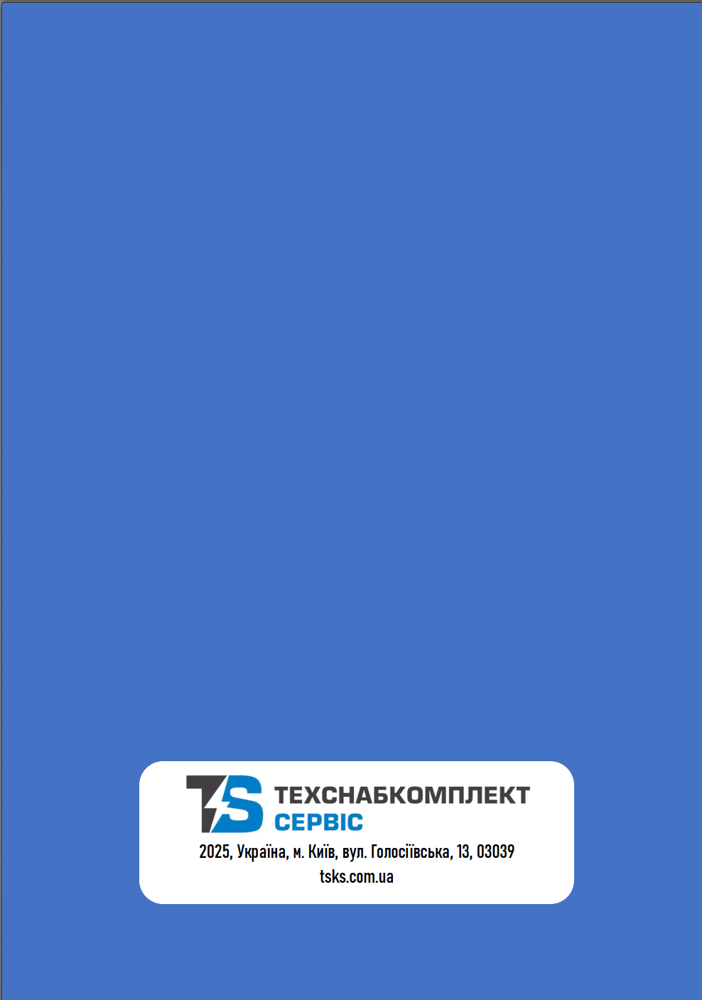 TS ТЕХСНАБКОМПЛЕКТ
СЕРВІС
2025, Україна, м. Київ, вул. Голосіївська, 13, 03039
tsks.com.ua